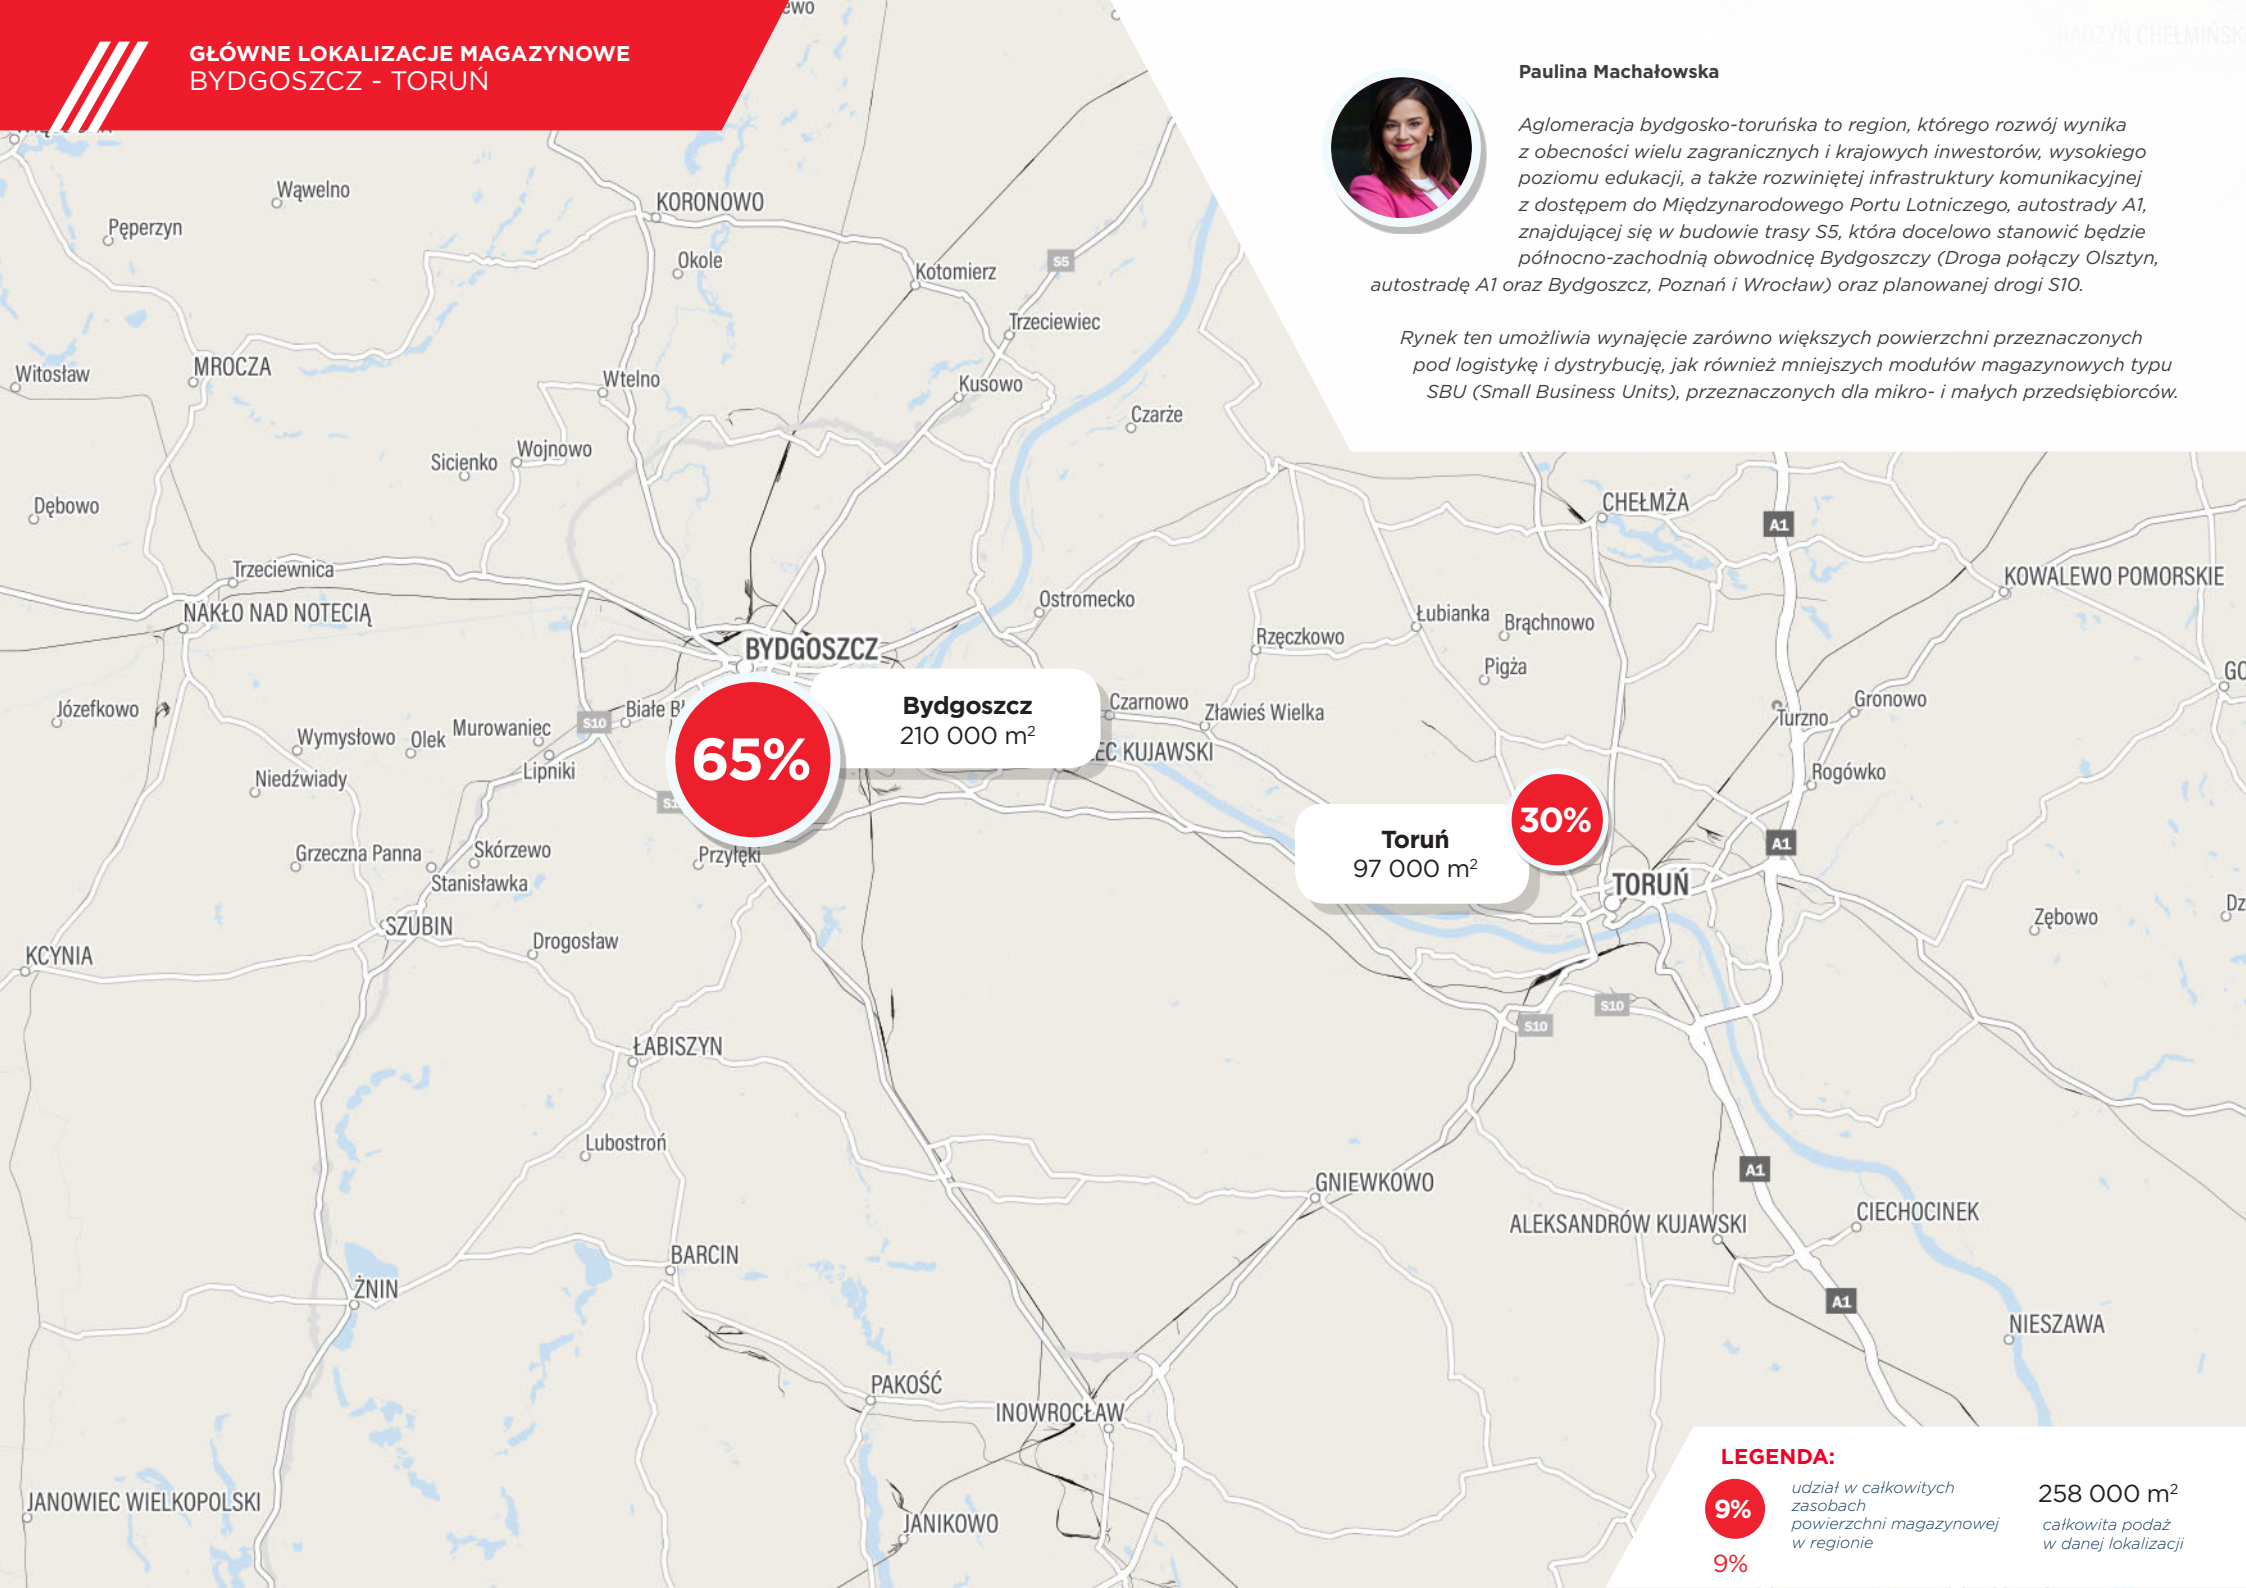 GŁÓWNE LOKALIZACJE MAGAZYNOWE
BYDGOSZCZ - TORUŃ
Paulina Machałowska
Aglomeracja bydgosko-toruńska to region, którego rozwój wynika
z obecności wielu zagranicznych i krajowych inwestorów, wysokiego
poziomu edukacji, a także rozwiniętej infrastruktury komunikacyjnej
z dostępem do Międzynarodowego Portu Lotniczego, autostrady A1,
znajdującej się w budowie trasy S5, która docelowo stanowić będzie
północno-zachodnią obwodnicę Bydgoszczy (Droga połączy Olsztyn,
autostradę A1 oraz Bydgoszcz, Poznań i Wrocław) oraz planowanej drogi S10.
Rynek ten umożliwia wynajęcie zarówno większych powierzchni przeznaczonych
pod logistykę i dystrybucję, jak również mniejszych modułów magazynowych typu
SBU (Small Business Units), przeznaczonych dla mikro- i małych przedsiębiorców.
Wąwelno
KORONOWO
Pęperzyn
Okole
S5
Kotomierz
Trzeciewiec
MROCZA
Witosław
Wtelno
Kusowo
Czarże
Wojnowo
Sicienko
Dębowo
CHEŁMŻA
A1
Trzeciewnica
KOWALEWO POMORSKIE
NAKŁO NAD NOTECIĄ
Ostromecko
Łubianka
Brąchnowo
Rzęczkowo
BYDGOSZCZ
Pigża
Józefkowo
Białe
S10
Murowaniec
Wymysłowo
Olek
Bydgoszcz
210 000 m²
65%
Czarnowo
Zławieś Wielka
Gronowo
Turzno
EC KUJAWSKI
Lipniki
Niedźwiady
Rogówko
Toruń
97 000 m²
30%
A1
Grzeczna Panna
Skórzewo
Przyłęki
Stanisławka
TORUŃ
SZUBIN
Zębowo
Drogosław
KCYNIA
S10
S10
ŁABISZYN
Lubostroń
A1
GNIEWKOWO
ALEKSANDRÓW KUJAWSKI
CIECHOCINEK
BARCIN
ŻNIN
A1
NIESZAWA
PAKOŚĆ
INOWROCŁAW
JANOWIEC WIELKOPOLSKI
JANIKOWO
LEGENDA:
9%
udział w całkowitych
zasobach
powierzchni magazynowej
w regionie
9%
258 000 m²
całkowita podaż
w danej lokalizacji